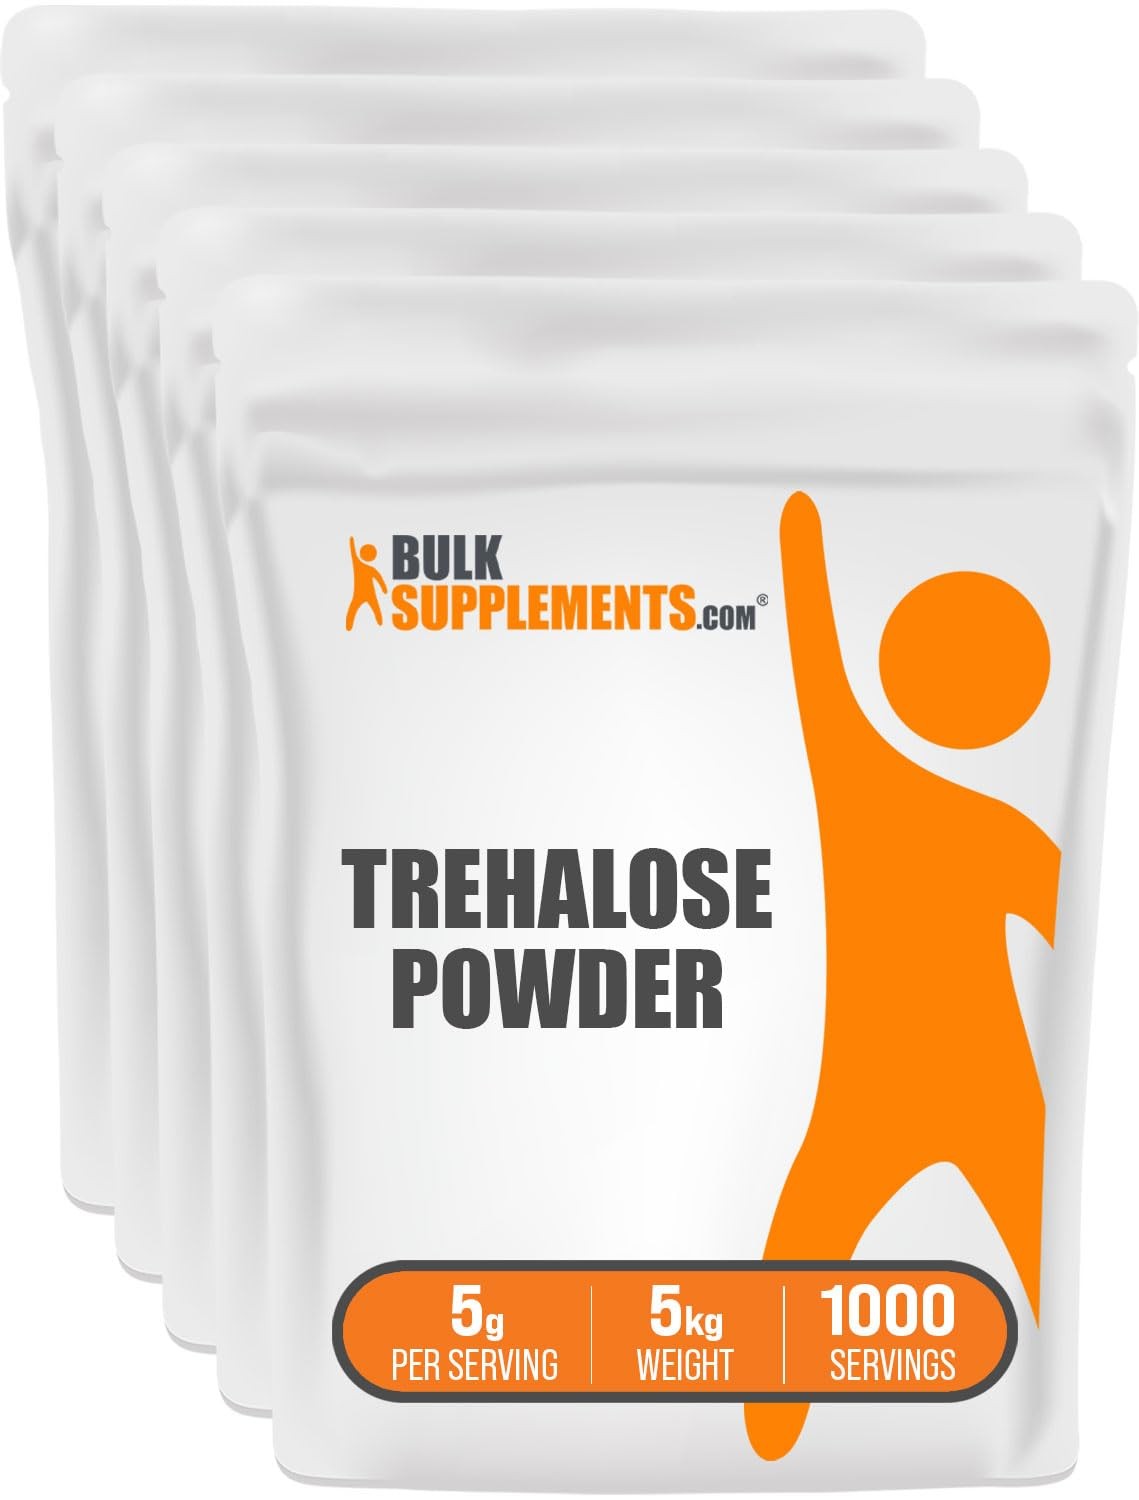 BULK
SUPPLEMENTS.COM®
TREHALOSE
POWDER
5g
PER SERVING
5kg
WEIGHT
1000
SERVINGS